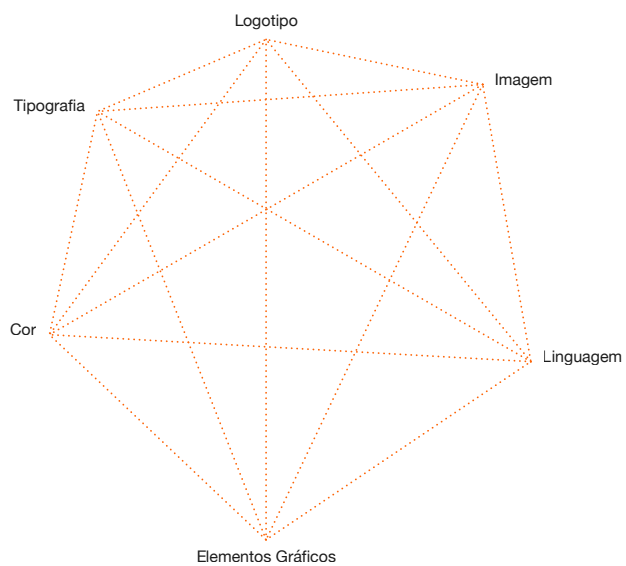 Logotipo
Imagem
Tipografia
Cor
Linguagem
Elementos Gráficos